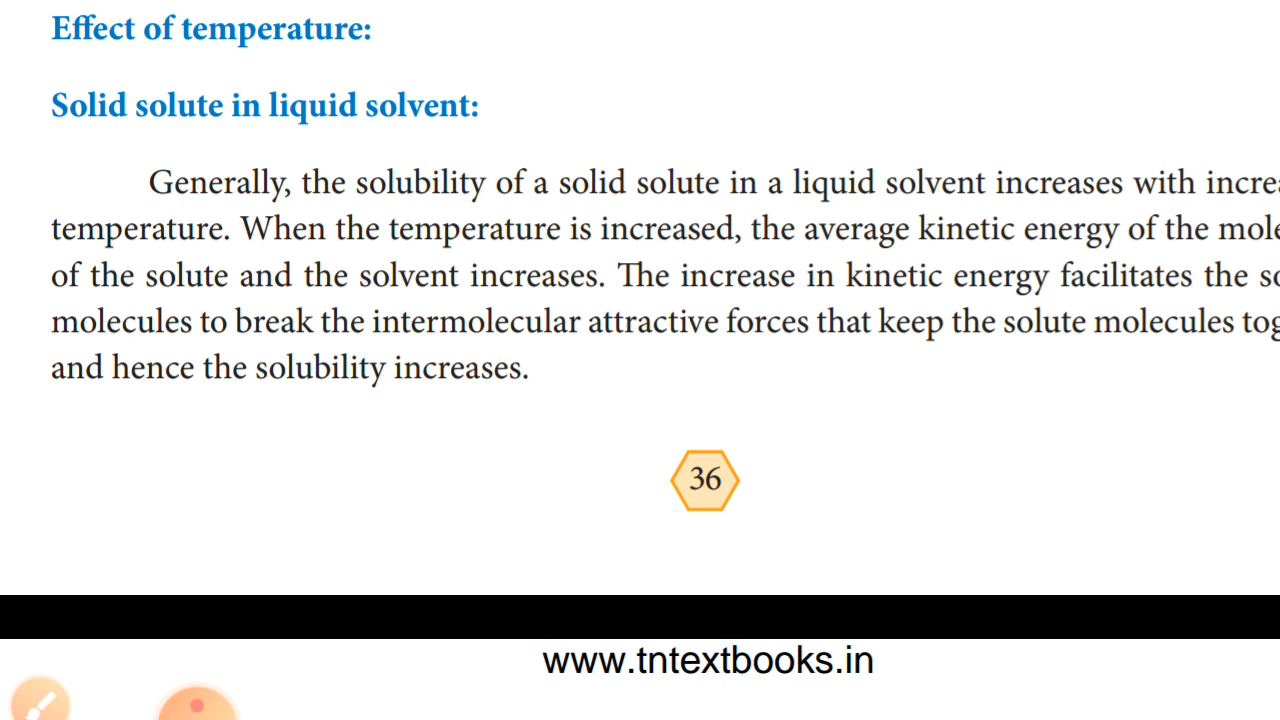 Effect of temperature:
Solid solute in liquid solvent:
Generally, the solubility of a solid solute in a liquid solvent increases with
temperature. When the temperature is increased, the average kinetic energy of the
of the solute and the solvent increases. The increase in kinetic energy facilitates the
molecules to break the intermolecular attractive forces that keep the solute molecules
and hence the solubility increases.
36
www.tntextbooks.in